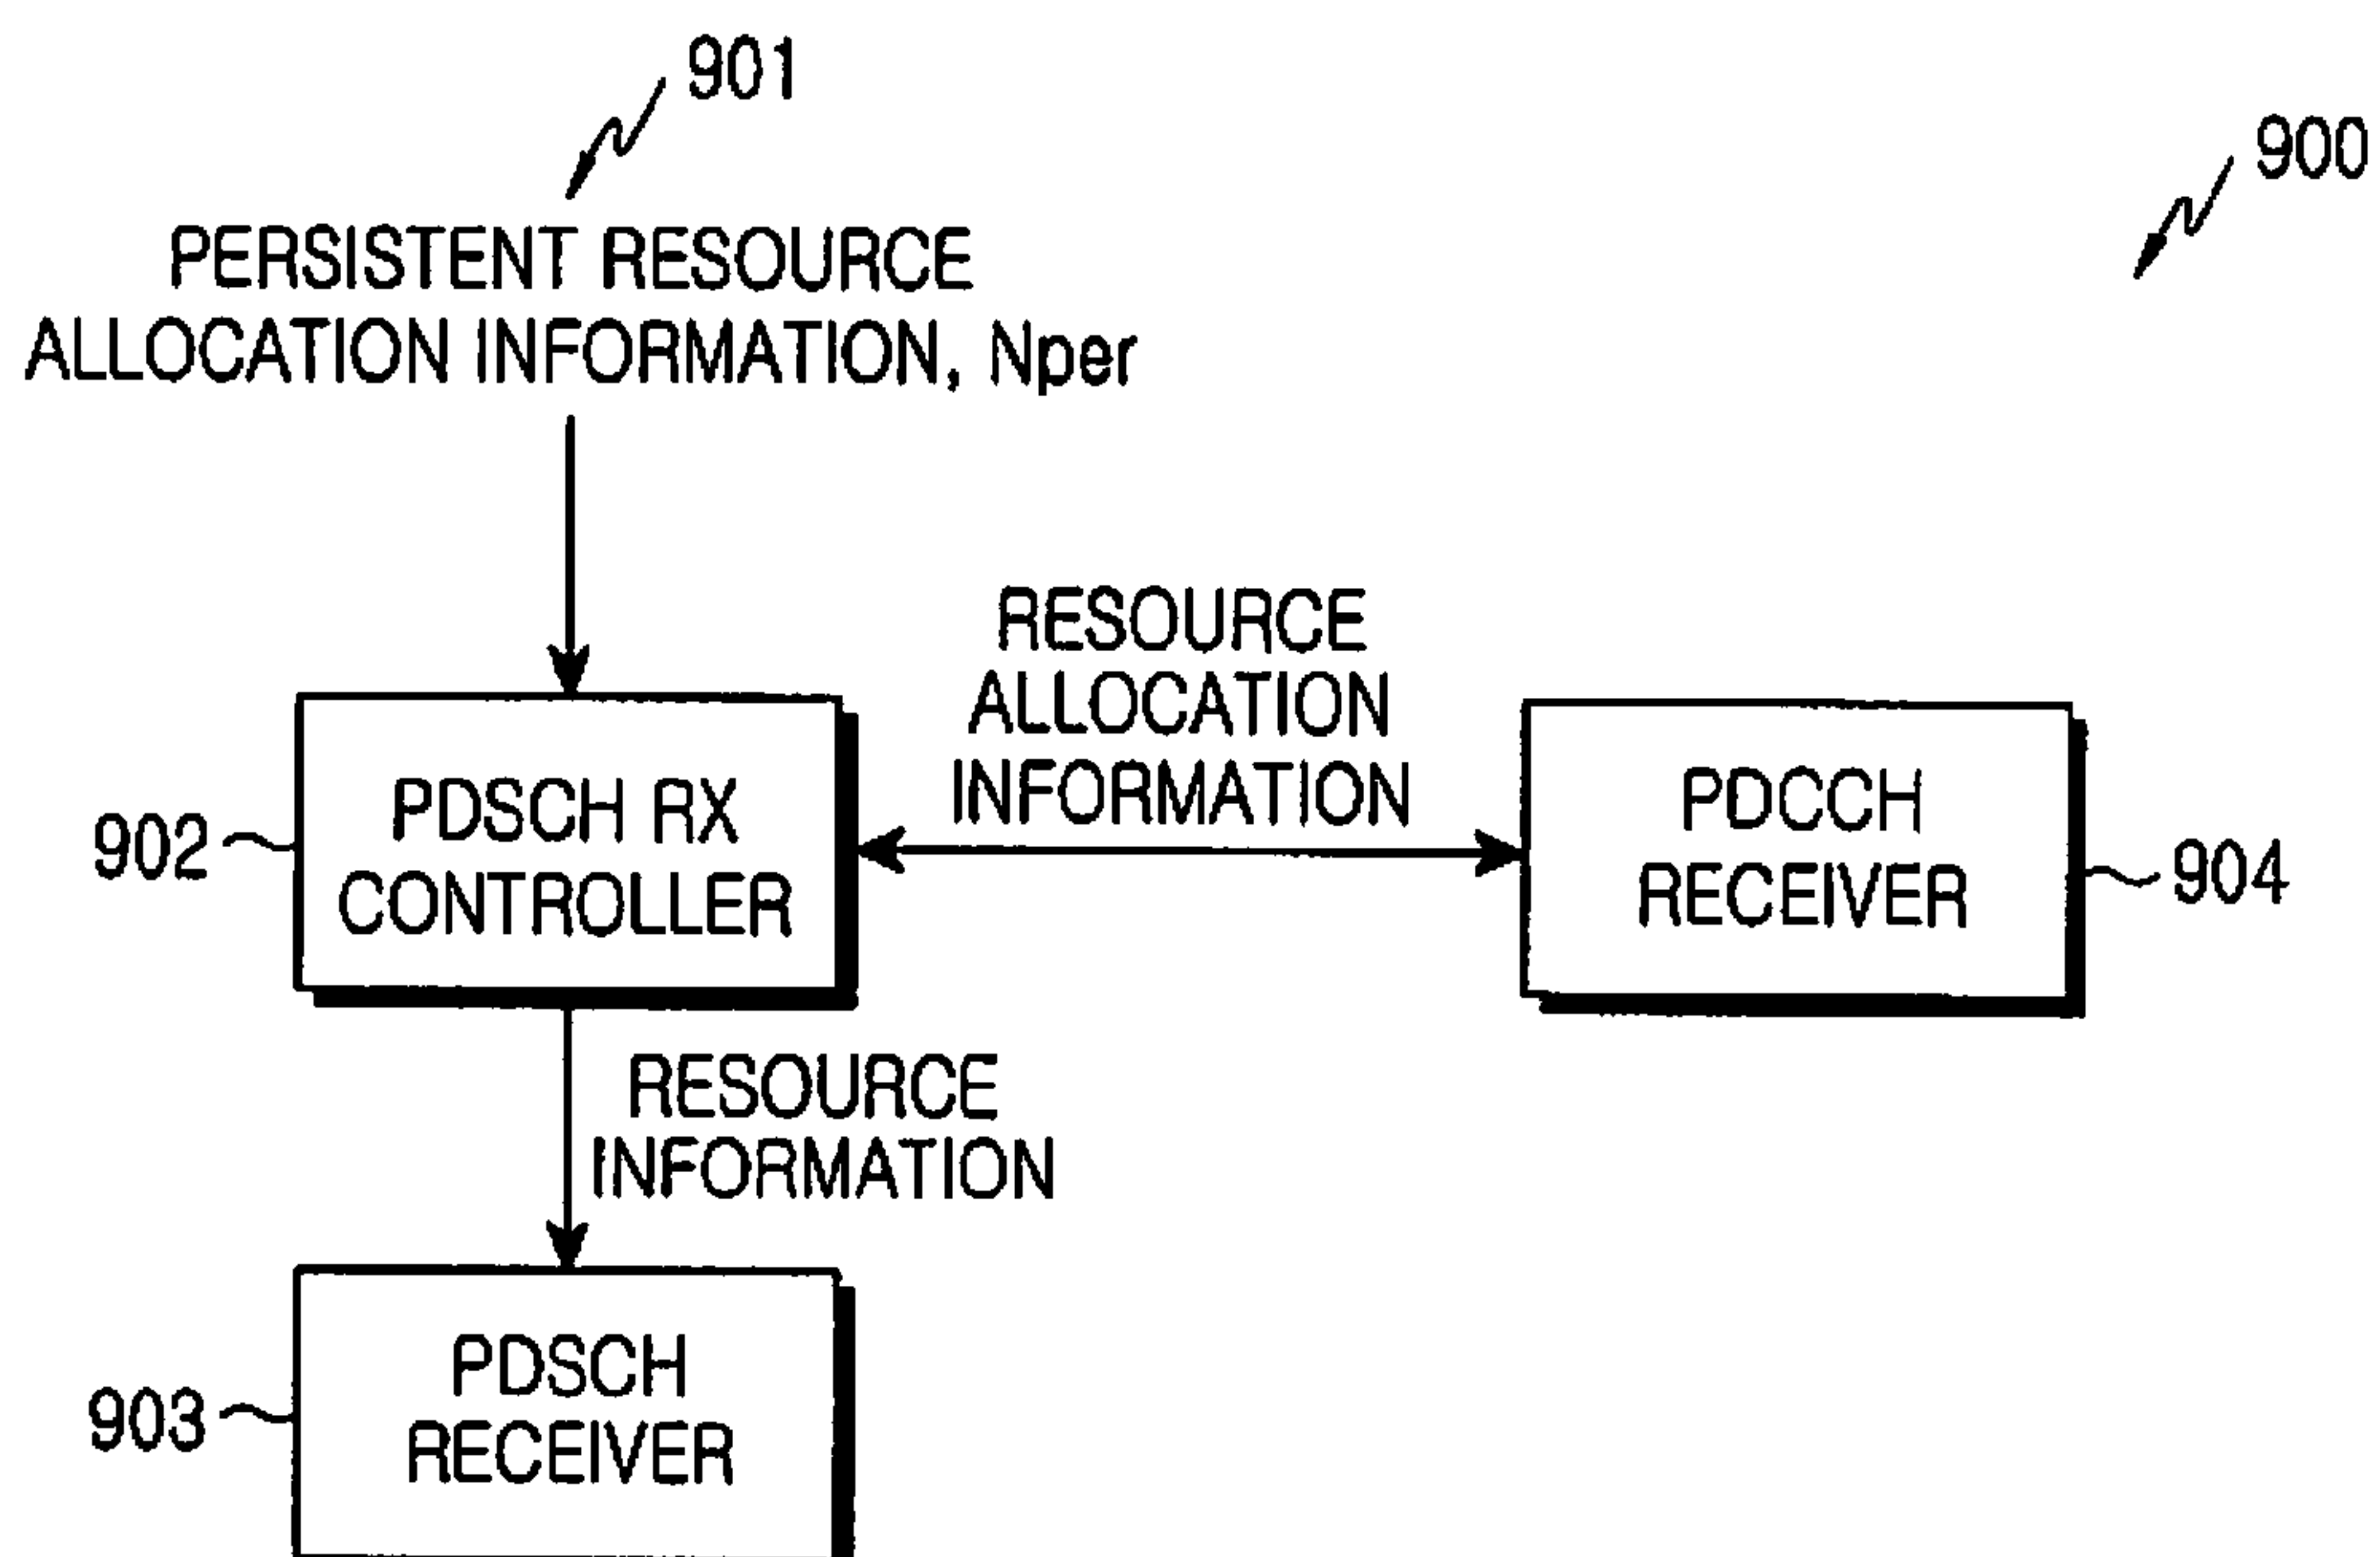 901
900
PERSISTENT RESOURCE
ALLOCATION INFORMATION, Nper
RESOURCE
ALLOCATION
INFORMATION
902
PDSCH RX
CONTROLLER
PDCCH
RECEIVER
904
RESOURCE
INFORMATION
903
PDSCH
RECEIVER